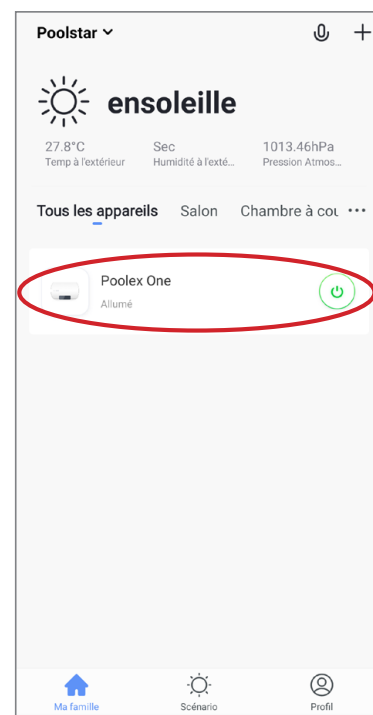 Poolstar
ensoleille
27.8°C Sec 1013.46hPa
Temp à l'extérieur Humidité à l'exté... Pression Atmos...
Tous les appareils Salon Chambre à cou ...
Poolex One
Allumé
Ma famille Scénario Profil